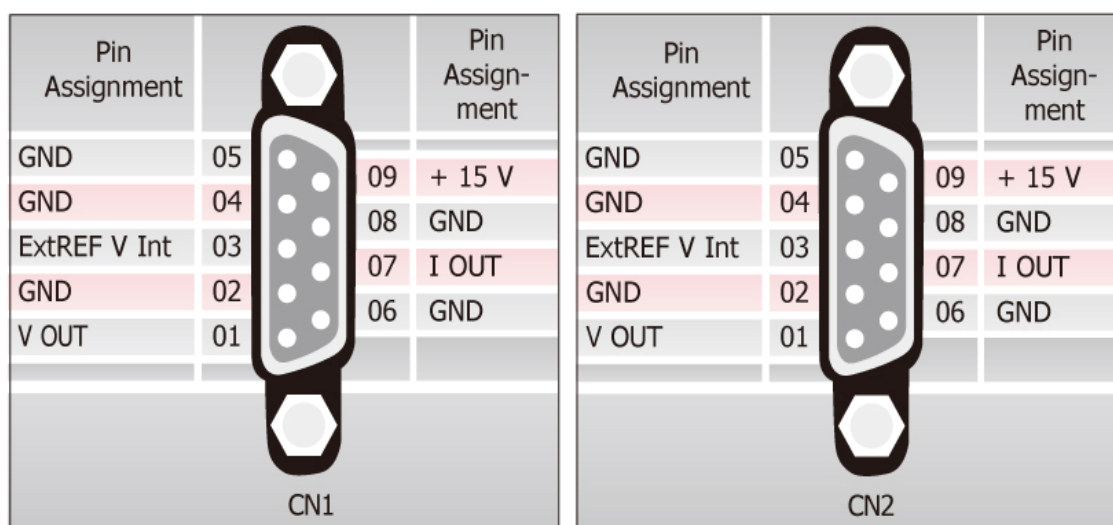 Pin
Assignment
Pin
Assign-
ment
GND 05
09 + 15 V
GND 04
08 GND
ExtREF V Int 03
07 I OUT
GND 02
06 GND
V OUT 01
CN1
Pin
Assignment
Pin
Assign-
ment
GND 05
09 + 15 V
GND 04
08 GND
ExtREF V Int 03
07 I OUT
GND 02
06 GND
V OUT 01
CN2